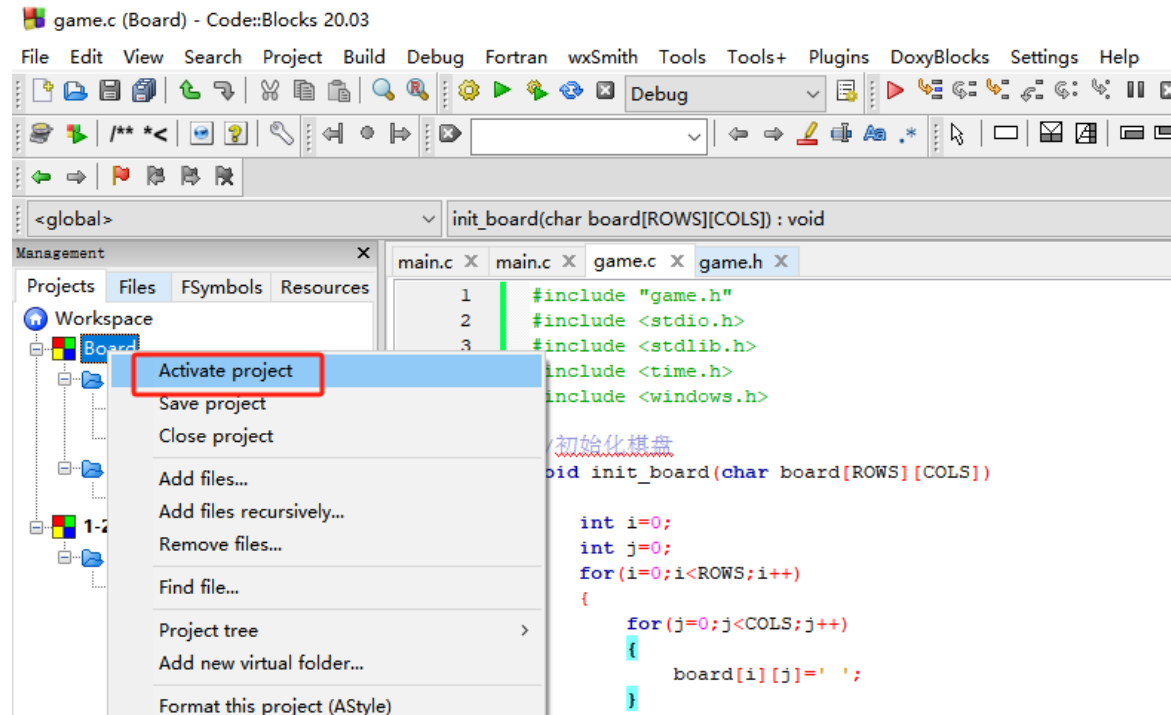 game.c (Board) - Code::Blocks 20.03
File Edit View Search Project Build Debug Fortran wxSmith Tools Tools+ Plugins DoxyBlocks Settings Help
Debug
/** *<
<global>
init_board(char board[ROWS][COLS]) : void
Management
main.c main.c game.c game.h
Projects Files FSymbols Resources
Workspace
Board
Activate project
Save project
Close project
Add files...
Add files recursively...
Remove files...
Find file...
Project tree
Add new virtual folder...
Format this project (AStyle)
1 #include "game.h"
2 #include <stdio.h>
3 #include <stdlib.h>
include <time.h>
include <windows.h>
/初始化棋盘
oid init_board(char board[ROWS][COLS])
int i=0;
int j=0;
for(i=0;i<ROWS;i++)
{
for(j=0;j<COLS;j++)
{
board[i][j]=' ';
}